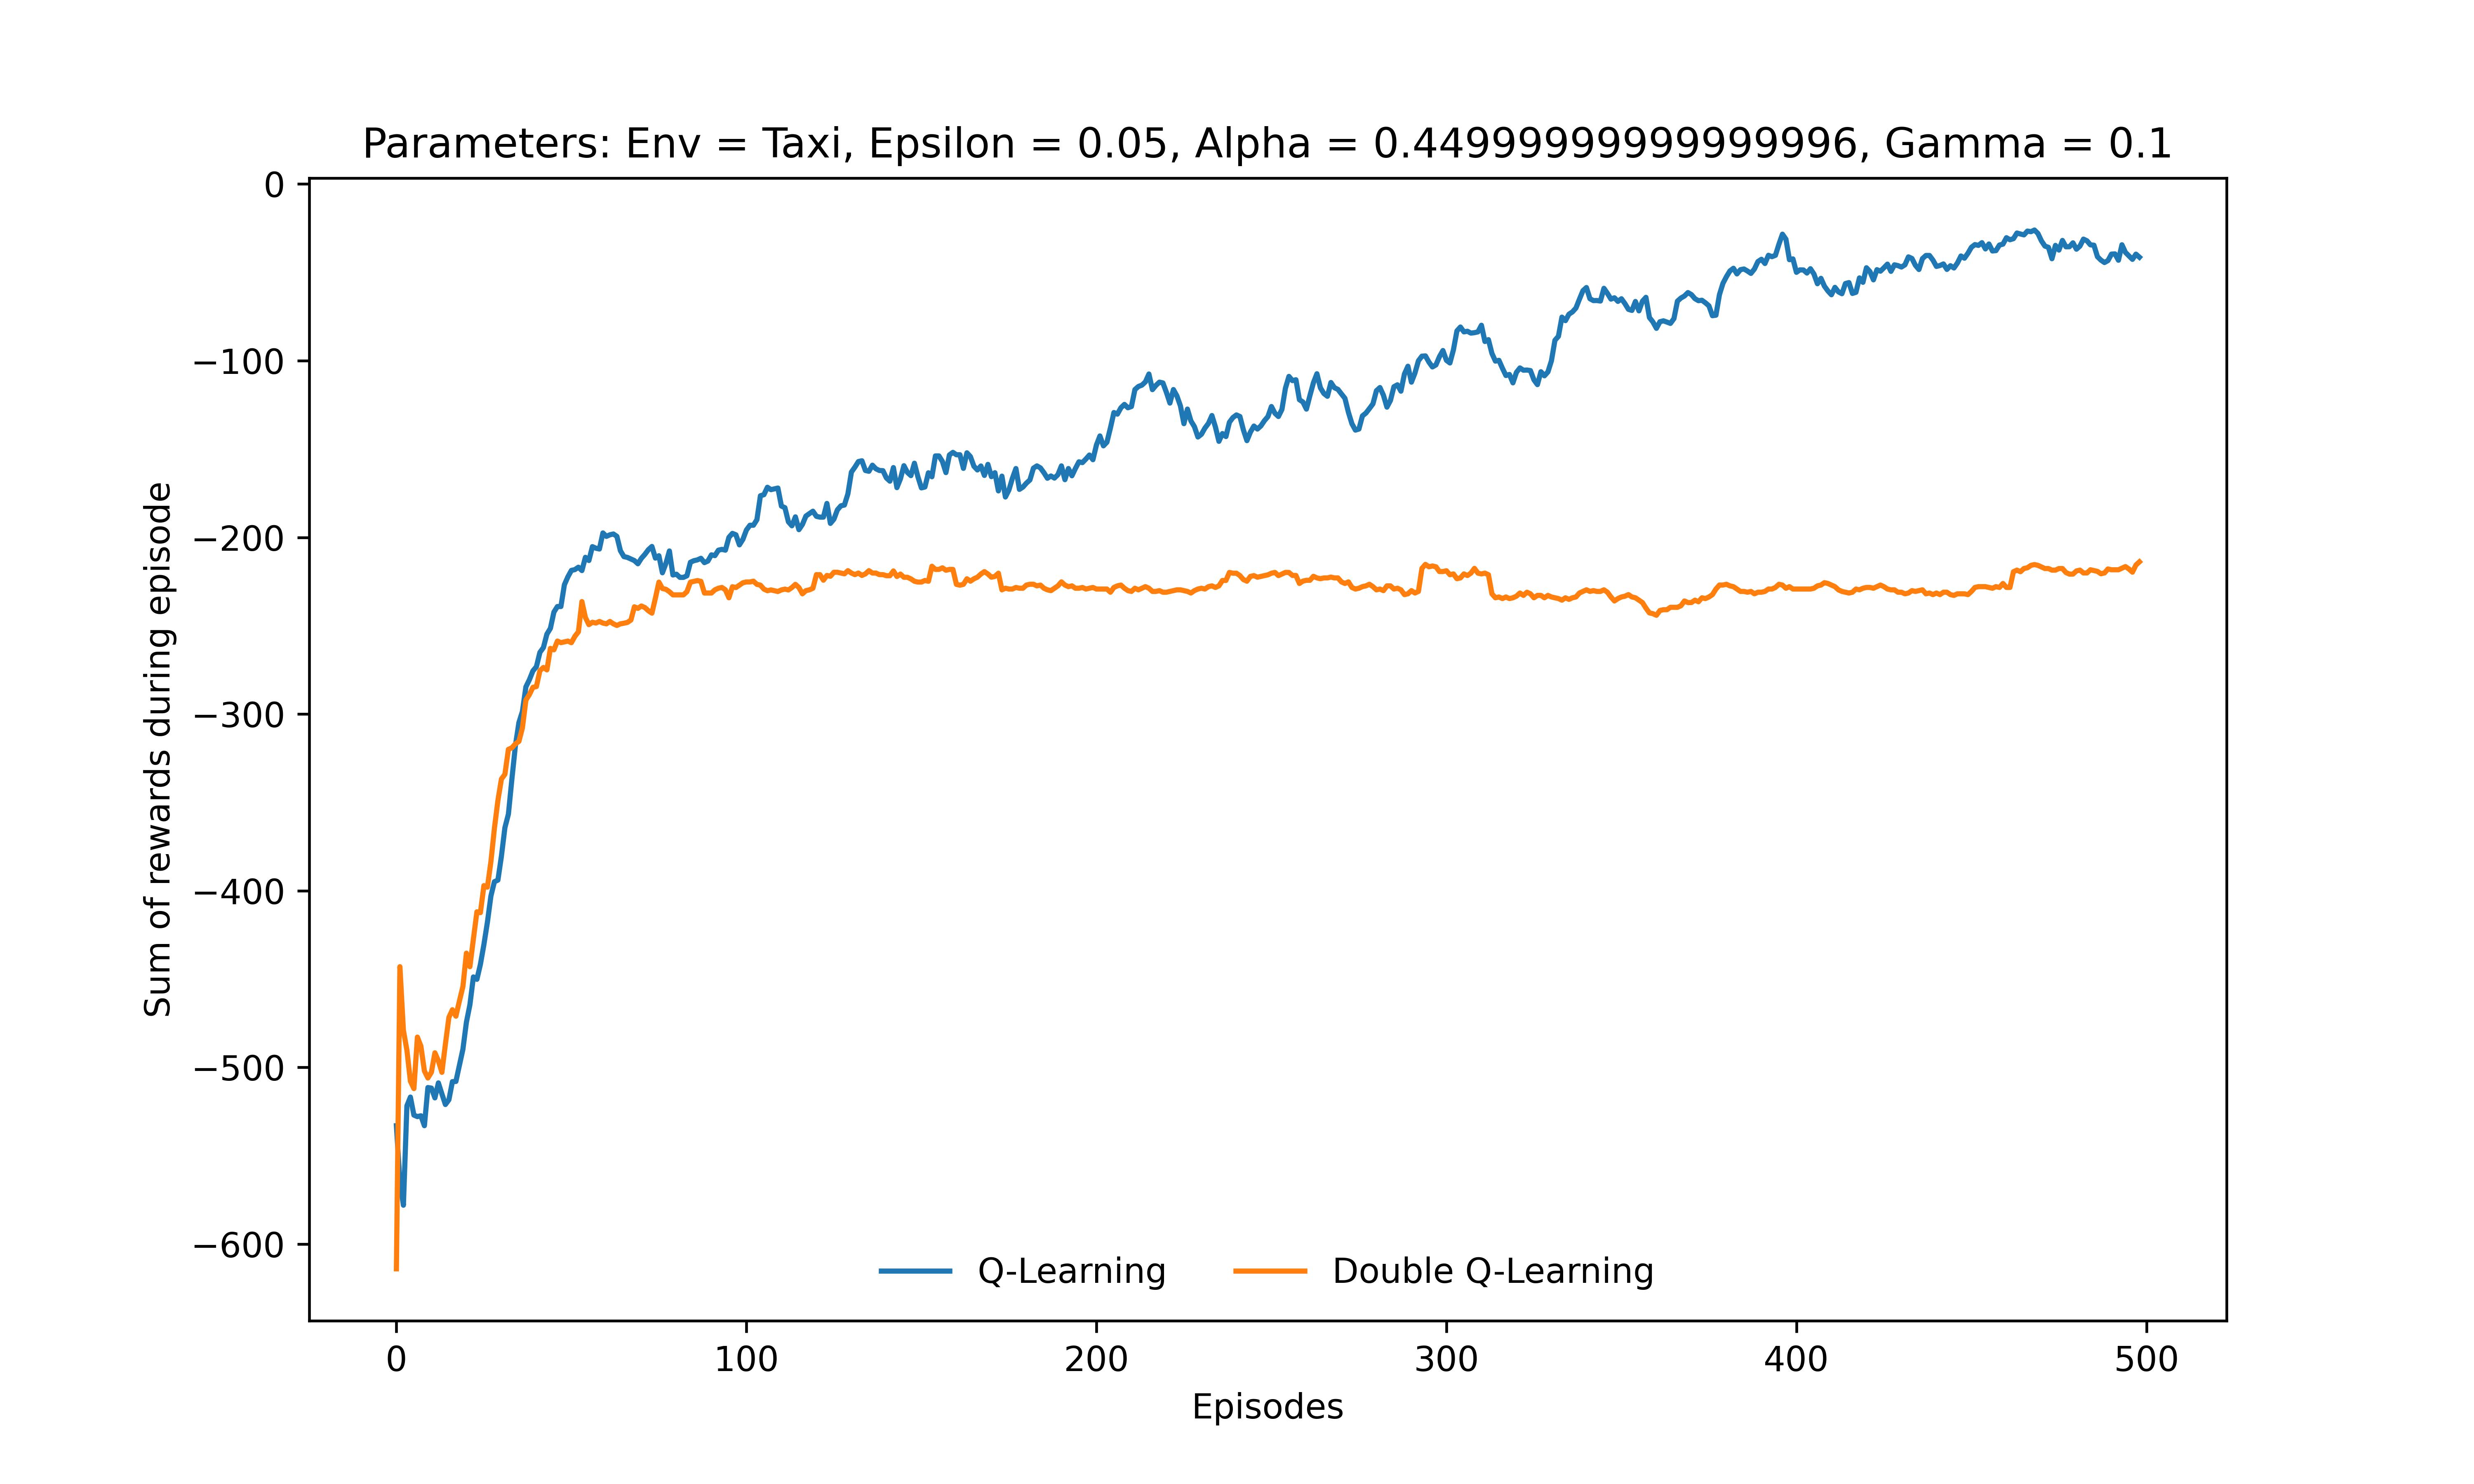 Parameters: Env = Taxi, Epsilon = 0.05, Alpha = 0.44999999999999996, Gamma = 0.1
0
−100
−200
−300
−400
−500
−600
Sum of rewards during episode
Q-Learning
Double Q-Learning
0
100
200
300
400
500
Episodes